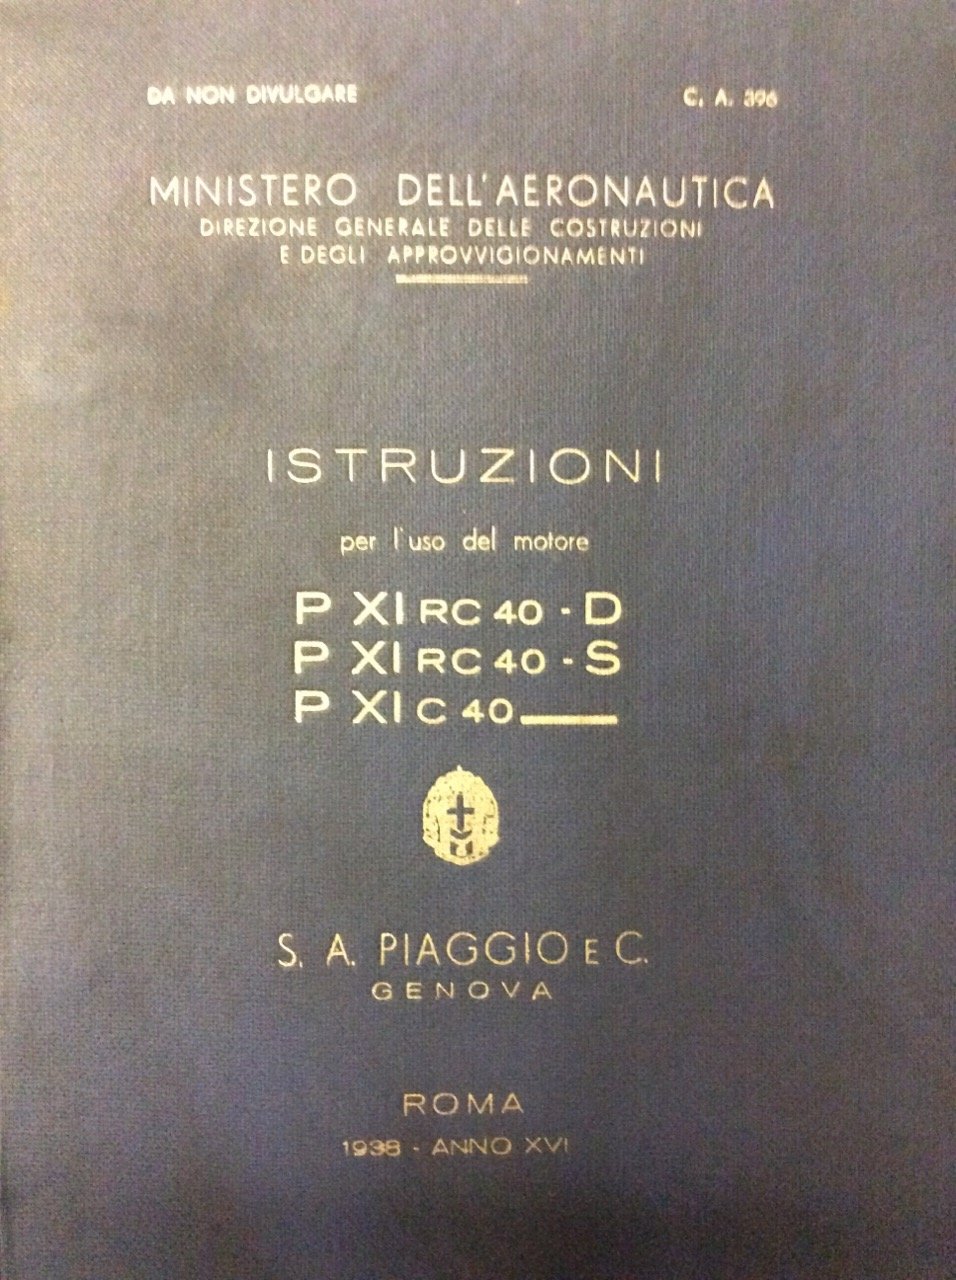 DA NON DIVULGARE C. A. 396
MINISTERO DELL'AERONAUTICA
DIREZIONE GENERALE DELLE COSTRUZIONI
E DEGLI APPROVVIGIONAMENTI
ISTRUZIONI
per l'uso del motore
P XI RC 40 - D
P XI RC 40 - S
P XI C 40
S. A. PIAGGIO E C.
GENOVA
ROMA
1938 - ANNO XVI